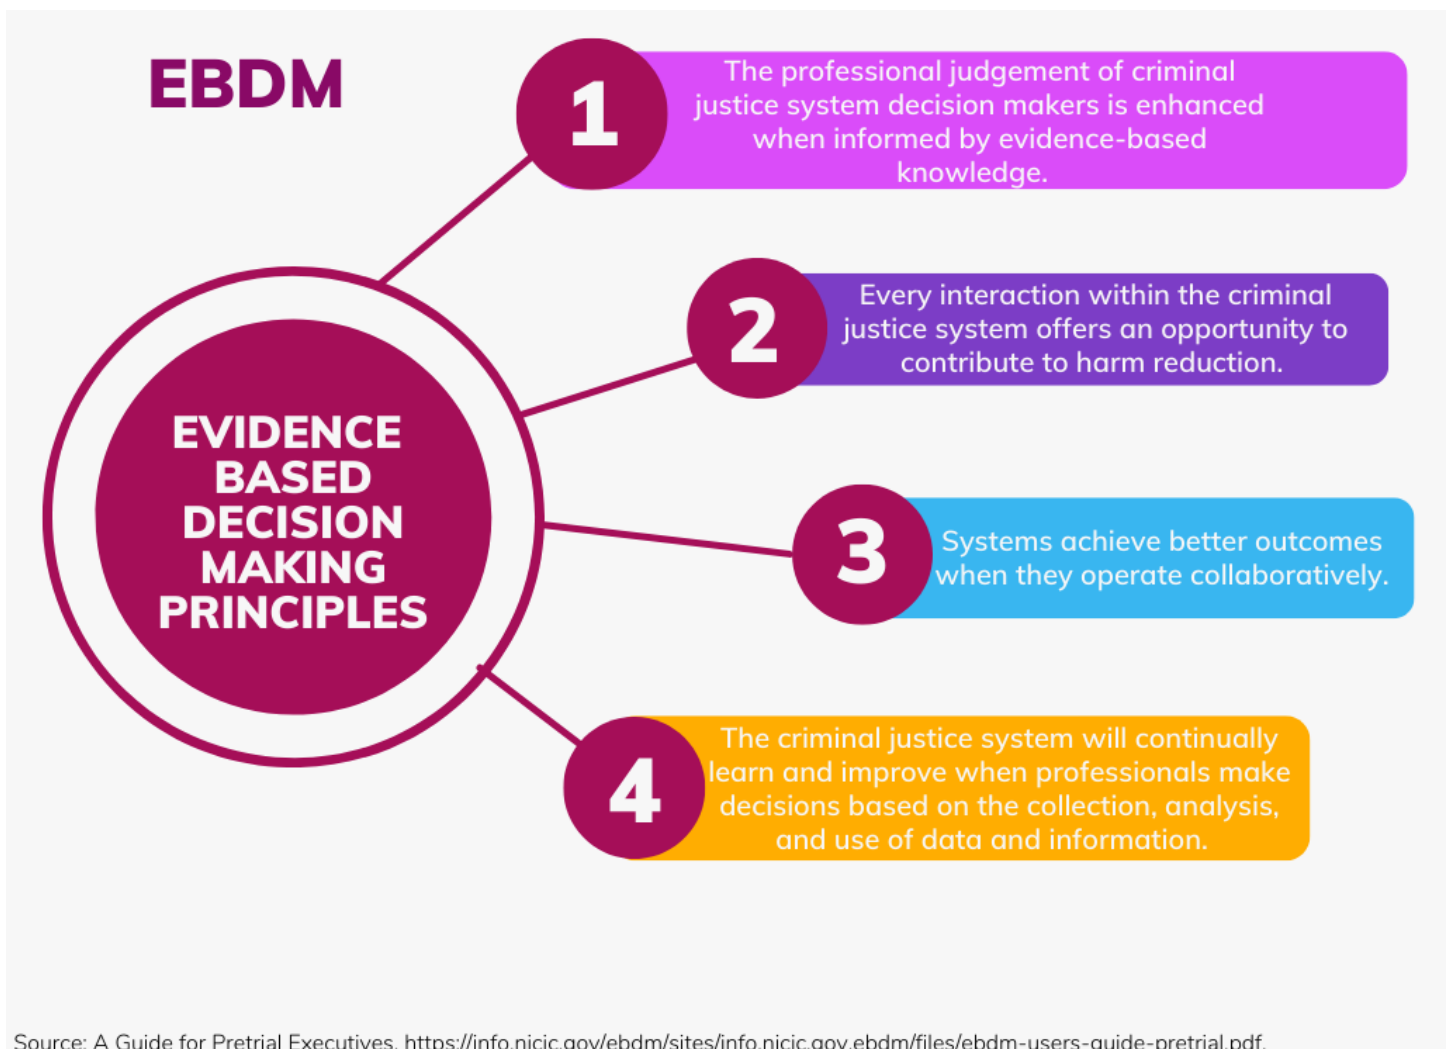 EBDM
1
The professional judgement of criminal
justice system decision makers is enhanced
when informed by evidence-based
knowledge.
2
Every interaction within the criminal
justice system offers an opportunity to
contribute to harm reduction.
EVIDENCE
BASED
DECISION
MAKING
PRINCIPLES
3
Systems achieve better outcomes
when they operate collaboratively.
4
The criminal justice system will continually
learn and improve when professionals make
decisions based on the collection, analysis,
and use of data and information.
Source: A Guide for Pretrial Executives. https://info.nicic.gov/ebdm/sites/info.nicic.gov.ebdm/files/ebdm-users-guide-pretrial.pdf.